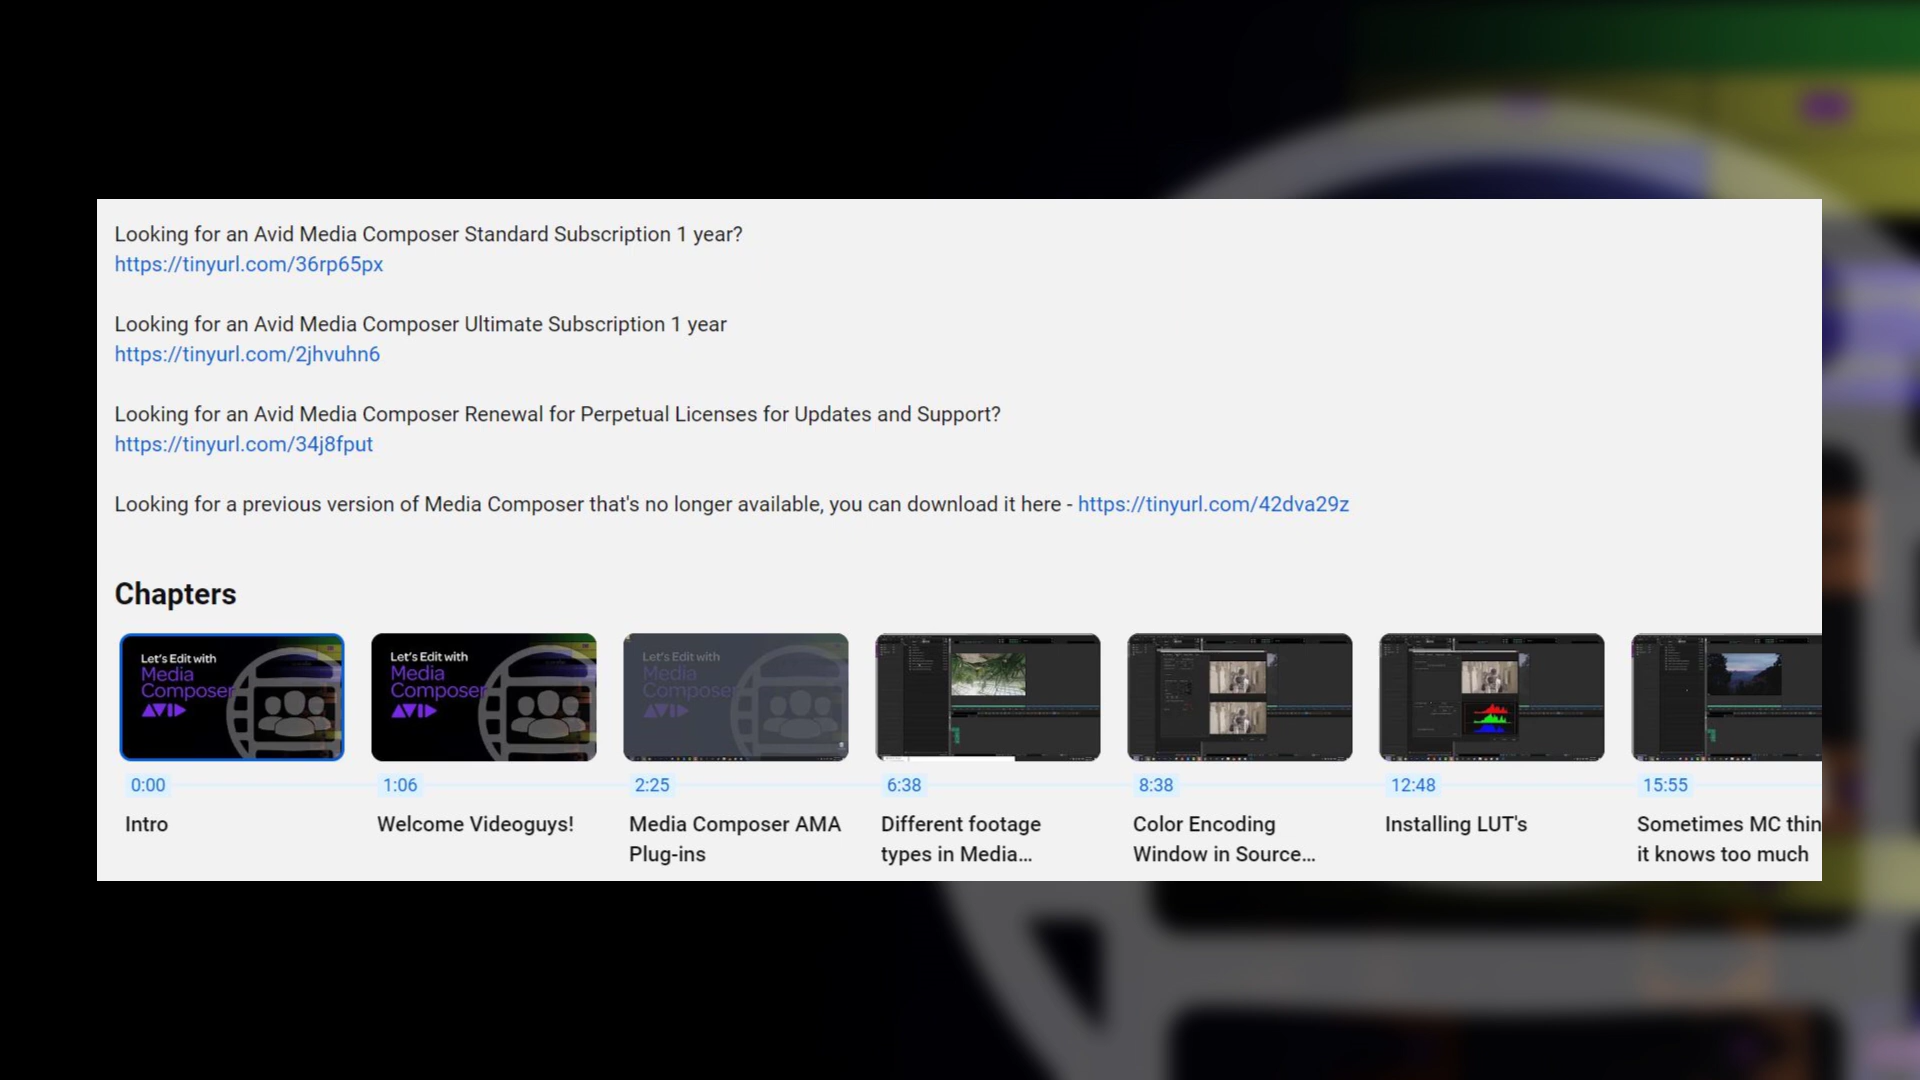 Looking for an Avid Media Composer Standard Subscription 1 year?
https://tinyurl.com/36rp65px
Looking for an Avid Media Composer Ultimate Subscription 1 year
https://tinyurl.com/2jhvuhn6
Looking for an Avid Media Composer Renewal for Perpetual Licenses for Updates and Support?
https://tinyurl.com/34j8fput
Looking for a previous version of Media Composer that's no longer available, you can download it here - https://tinyurl.com/42dva29z
Chapters
Let's Edit with
Media
Composer
AVID
0:00
Intro
Let's Edit with
Media
Composer
AVID
1:06
Welcome Videoguys!
Let's Edit with
Media
Composer
AVID
2:25
Media Composer AMA
Plug-ins
6:38
Different footage
types in Media...
8:38
Color Encoding
Window in Source...
12:48
Installing LUT's
15:55
Sometimes MC thin
it knows too much